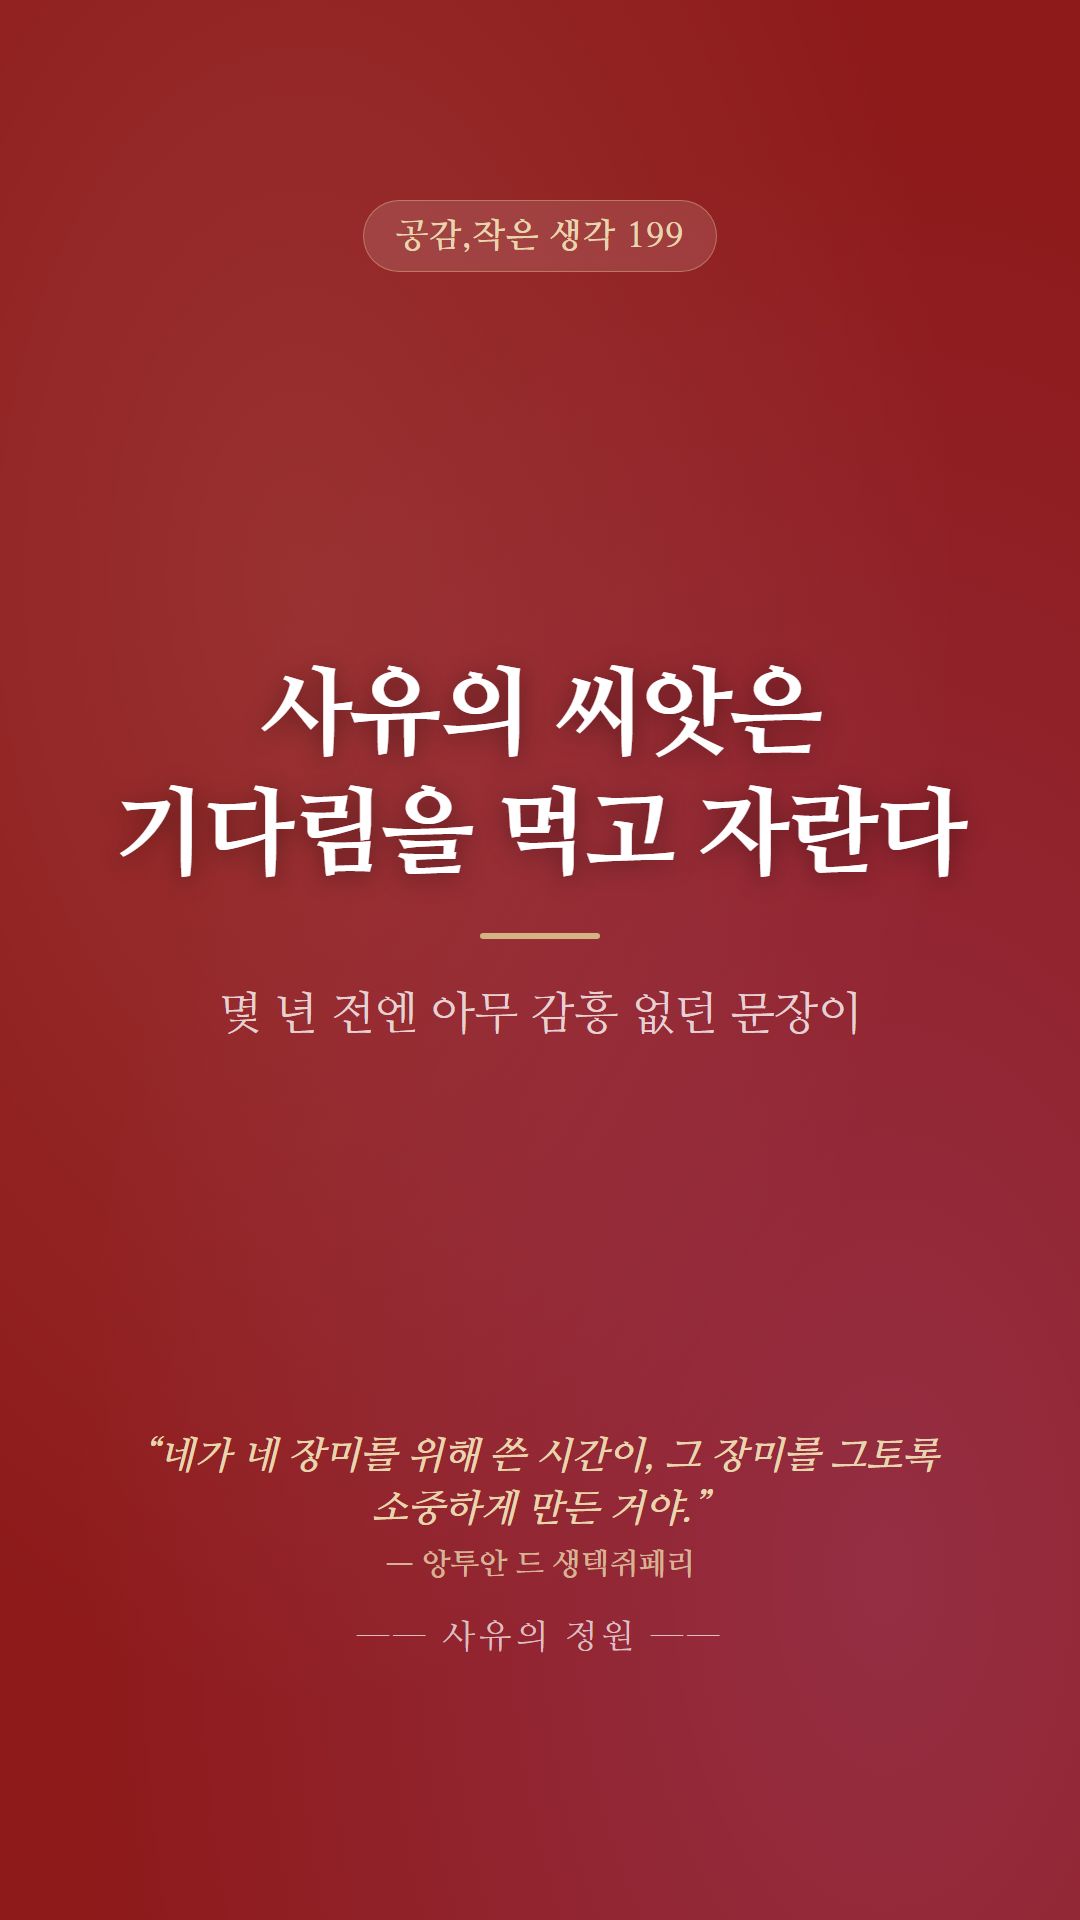 공감,작은 생각 199
사유의 씨앗은
기다림을 먹고 자란다
몇 년 전엔 아무 감흥 없던 문장이
“네가 네 장미를 위해 쓴 시간이, 그 장미를 그토록
소중하게 만든 거야.”
— 앙투안 드 생텍쥐페리
—— 사유의 정원 ——